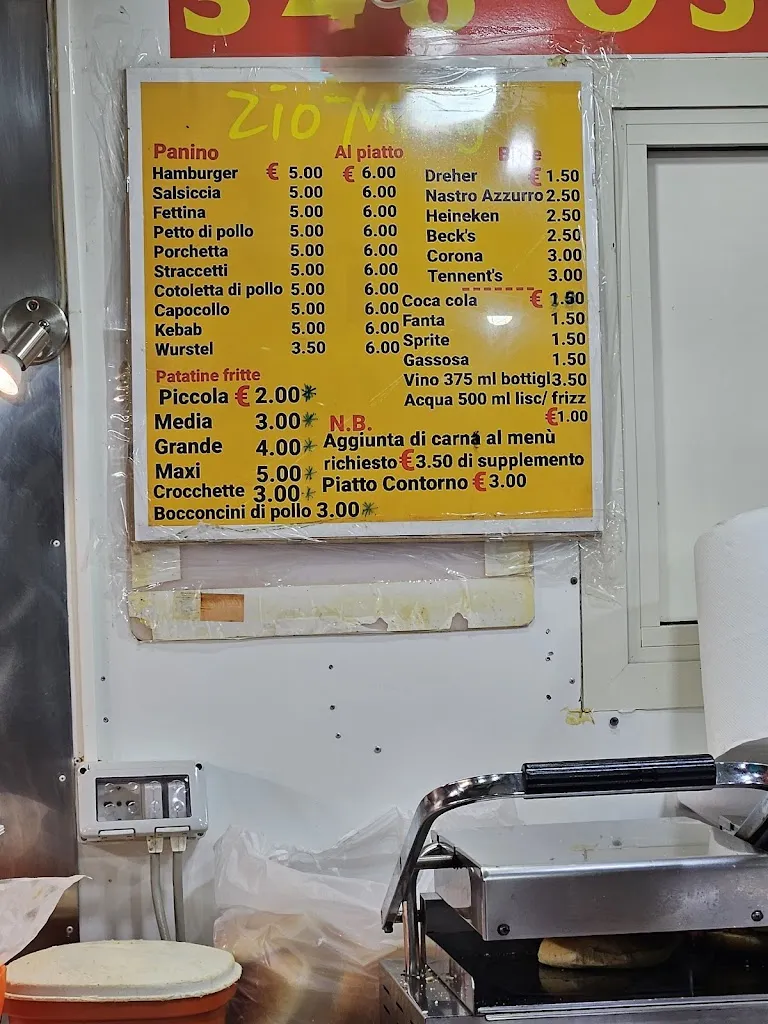 Zio
Panino Al piatto
Hamburger € 5.00 € 6.00
Salsiccia 5.00 6.00
Fettina 5.00 6.00
Petto di pollo 5.00 6.00
Porchetta 5.00 6.00
Straccetti 5.00 6.00
Cotoletta di pollo 5.00 6.00
Capocollo 5.00 6.00
Kebab 5.00 6.00
Wurstel 3.50 6.00
Patatine fritte
Piccola € 2.00*
Media 3.00*
Grande 4.00*
Maxi 5.00*
Crocchette 3.00*
Bocconcini di pollo 3.00*
Dreher € 1.50
Nastro Azzurro 2.50
Heineken 2.50
Beck's 2.50
Corona 3.00
Tennent's 3.00
Coca cola €
Fanta 1.50
Sprite 1.50
Gassosa 1.50
Vino 375 ml bottigl 3.50
Acqua 500 ml lisc/ frizz
€1.00
N.B.
Aggiunta di carna al menù
richiesto €3.50 di supplemento
Piatto Contorno €3.00